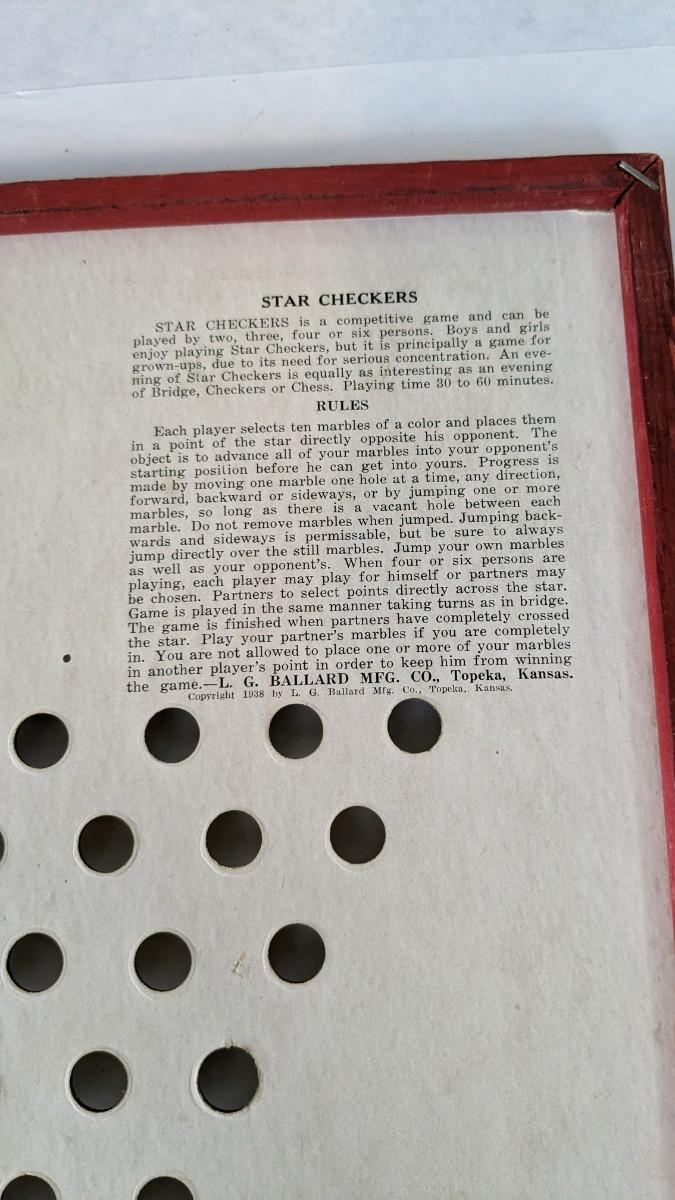 STAR CHECKERS
STAR CHECKERS is a competitive game and can be
played by two, three, four or six persons. Boys and girls
enjoy playing Star Checkers, but it is principally a game for
grown-ups, due to its need for serious concentration. An eve-
ning of Star Checkers is equally as interesting as an evening
of Bridge, Checkers or Chess. Playing time 30 to 60 minutes.
RULES
Each player selects ten marbles of a color and places them
in a point of the star directly opposite his opponent. The
object is to advance all of your marbles into your opponent's
starting position before he can get into yours. Progress is
made by moving one marble one hole at a time, any direction,
forward, backward or sideways, or by jumping one or more
marbles, so long as there is a vacant hole between each
marble. Do not remove marbles when jumped. Jumping back-
wards and sideways is permissable, but be sure to always
jump directly over the still marbles. Jump your own marbles
as well as your opponent's. When four or six persons are
playing, each player may play for himself or partners may
be chosen. Partners to select points directly across the star.
Game is played in the same manner taking turns as in bridge.
The game is finished when partners have completely crossed
the star. Play your partner's marbles if you are completely
in. You are not allowed to place one or more of your marbles
in another player's point in order to keep him from winning
the game.—L. G. BALLARD MFG. CO., Topeka, Kansas.
Copyright 1938 by L. G. Ballard Mfg. Co., Topeka, Kansas.